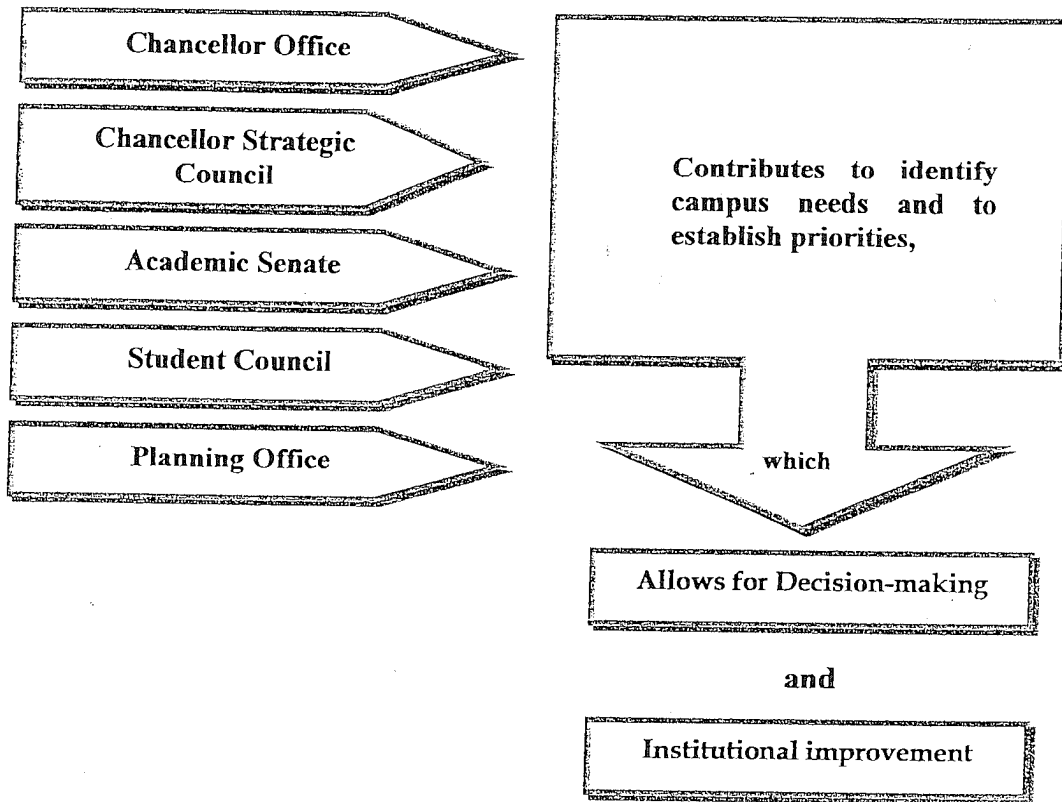 Chancellor Office
Chancellor Strategic
Council
Academic Senate
Student Council
Planning Office
Contributes to identify
campus needs and to
establish priorities,
which
Allows for Decision-making
and
Institutional improvement